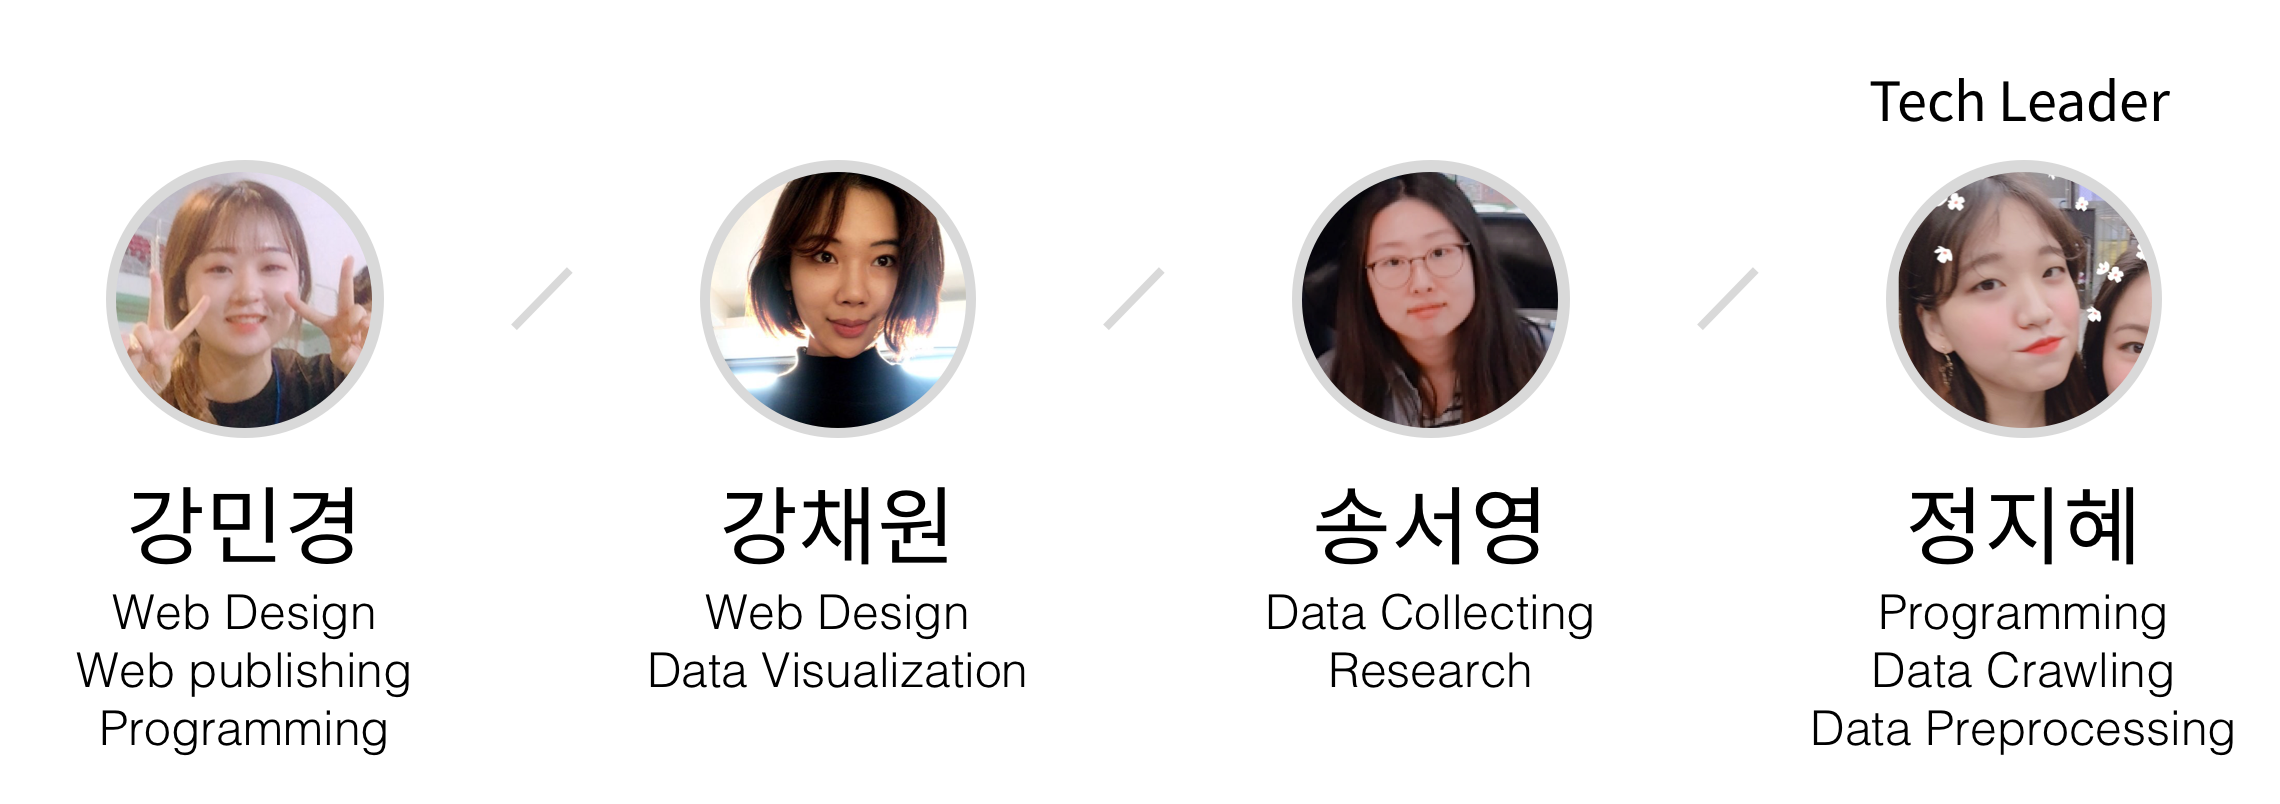 Tech Leader
강민경
Web Design
Web publishing
Programming
강채원
Web Design
Data Visualization
송서영
Data Collecting
Research
정지혜
Programming
Data Crawling
Data Preprocessing